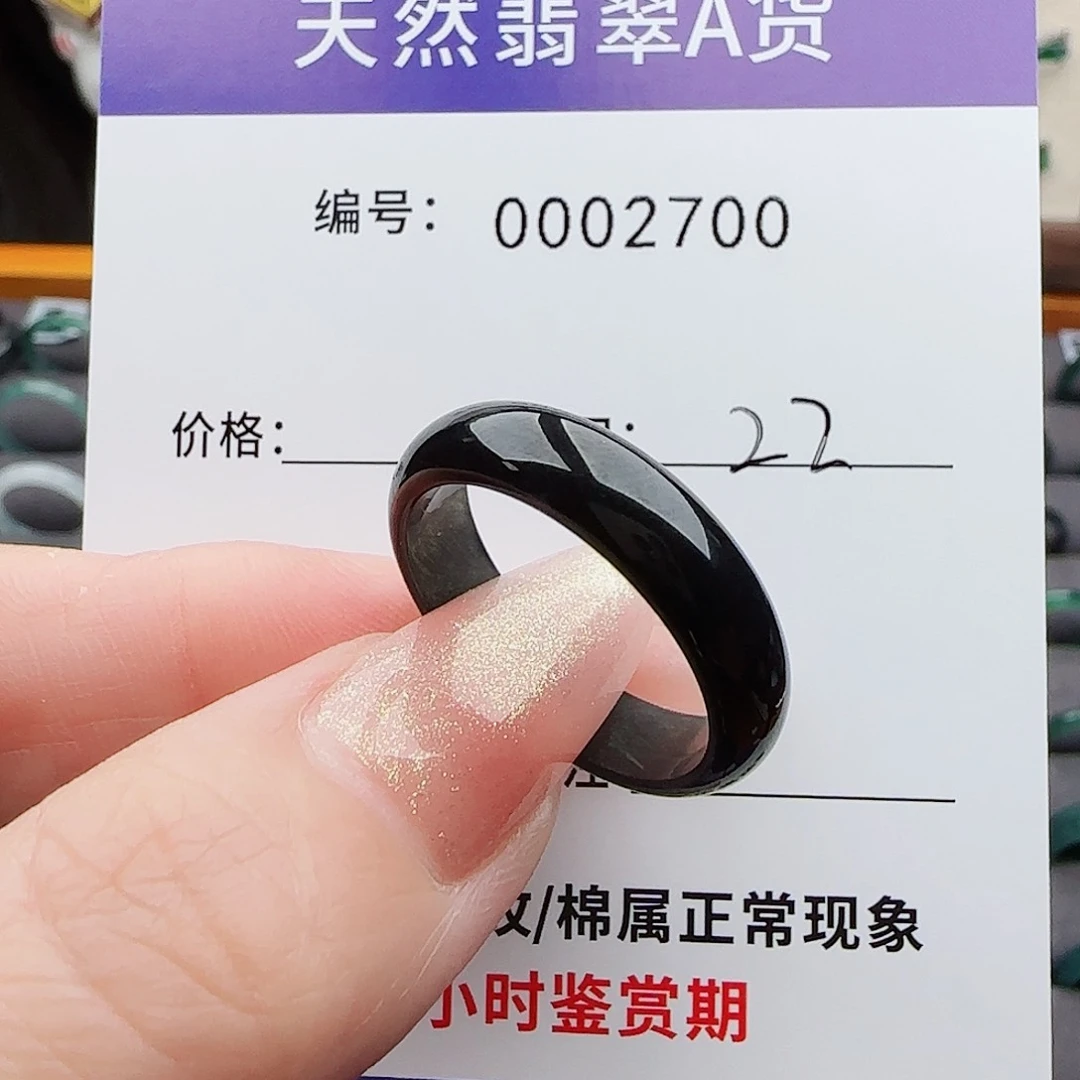 天然翡翠A货
编号： 0002700
价格： ： 22
/棉属正常现象
小时鉴赏期